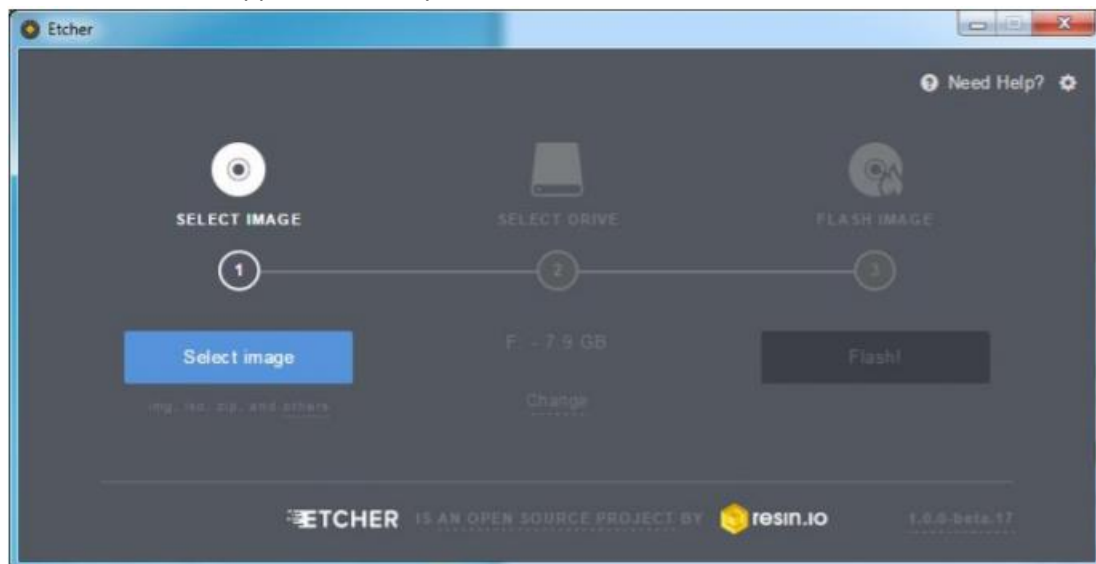 Etcher
Need Help?
SELECT IMAGE SELECT DRIVE FLASH IMAGE
1 2 3
Select image F: - 7.9 GB Flash!
img, iso, zip, and others Change
ETCHER IS AN OPEN SOURCE PROJECT BY resin.io 1.0.0-beta.17